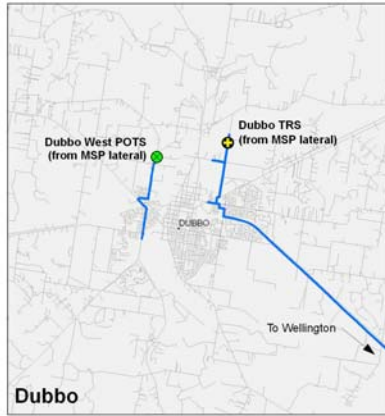 Dubbo TRS
(from MSP lateral)
Dubbo West POTS
(from MSP lateral)
DUBBO
To Wellington
Dubbo